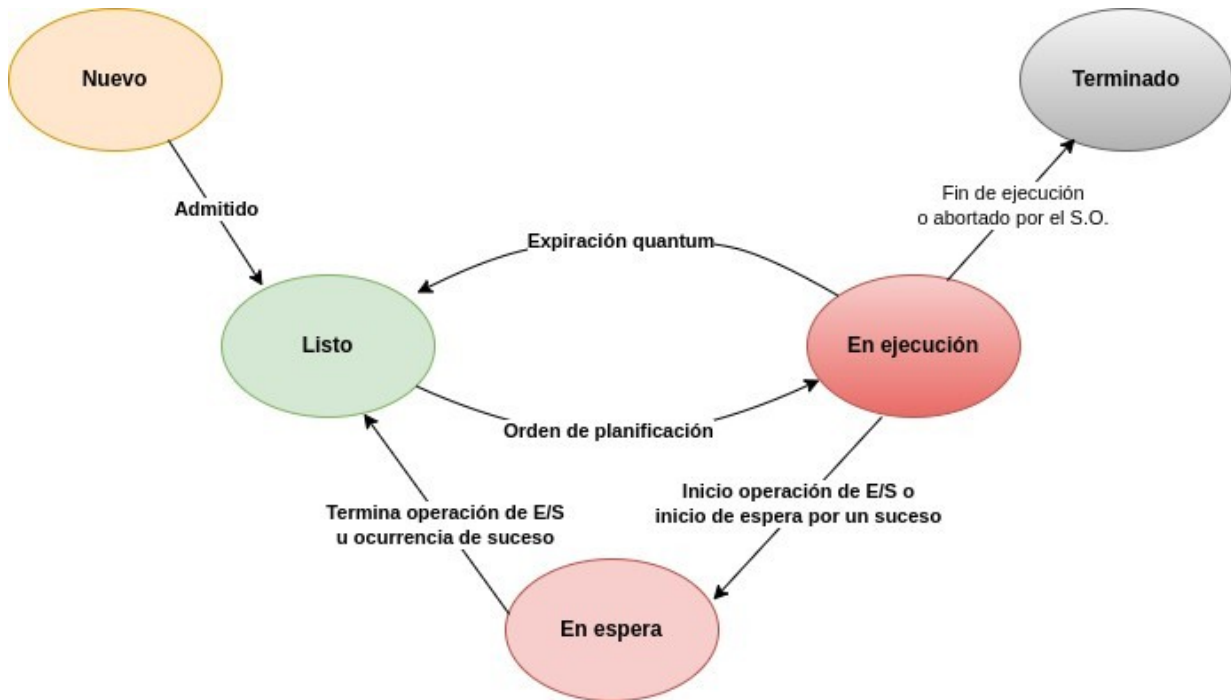 Nuevo
Terminado
Admitido
Fin de ejecución
o abortado por el S.O.
Expiración quantum
Listo
En ejecución
Orden de planificación
Termina operación de E/S
u ocurrencia de suceso
Inicio operación de E/S o
inicio de espera por un suceso
En espera